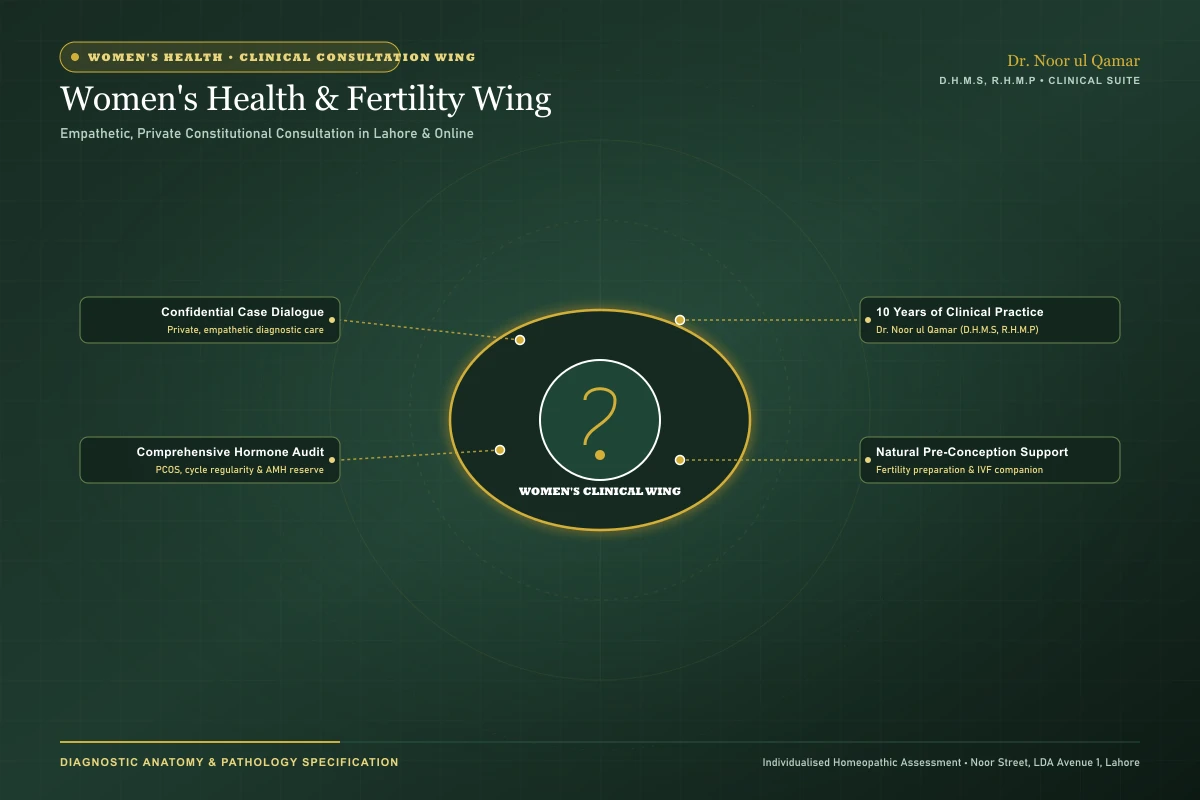 WOMEN'S HEALTH • CLINICAL CONSULTATION WING
Women's Health & Fertility Wing
Empathetic, Private Constitutional Consultation in Lahore & Online
Dr. Noor ul Qamar
D.H.M.S, R.H.M.P • CLINICAL SUITE
Confidential Case Dialogue
Private, empathetic diagnostic care
10 Years of Clinical Practice
Dr. Noor ul Qamar (D.H.M.S, R.H.M.P)
Comprehensive Hormone Audit
PCOS, cycle regularity & AMH reserve
Natural Pre-Conception Support
Fertility preparation & IVF companion
?
WOMEN'S CLINICAL WING
DIAGNOSTIC ANATOMY & PATHOLOGY SPECIFICATION
Individualised Homeopathic Assessment • Noor Street, LDA Avenue 1, Lahore